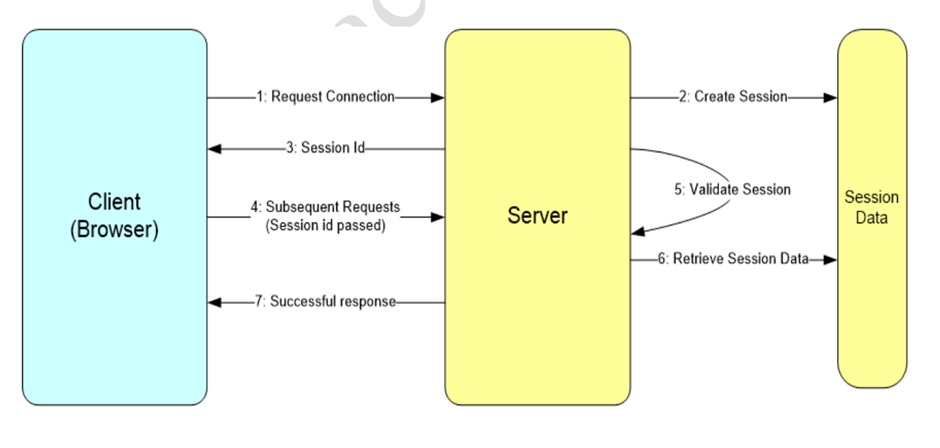 1: Request Connection
2: Create Session
3: Session Id
Client
(Browser)
4: Subsequent Requests
(Session id passed)
Server
5: Validate Session
Session
Data
6: Retrieve Session Data
7: Successful response